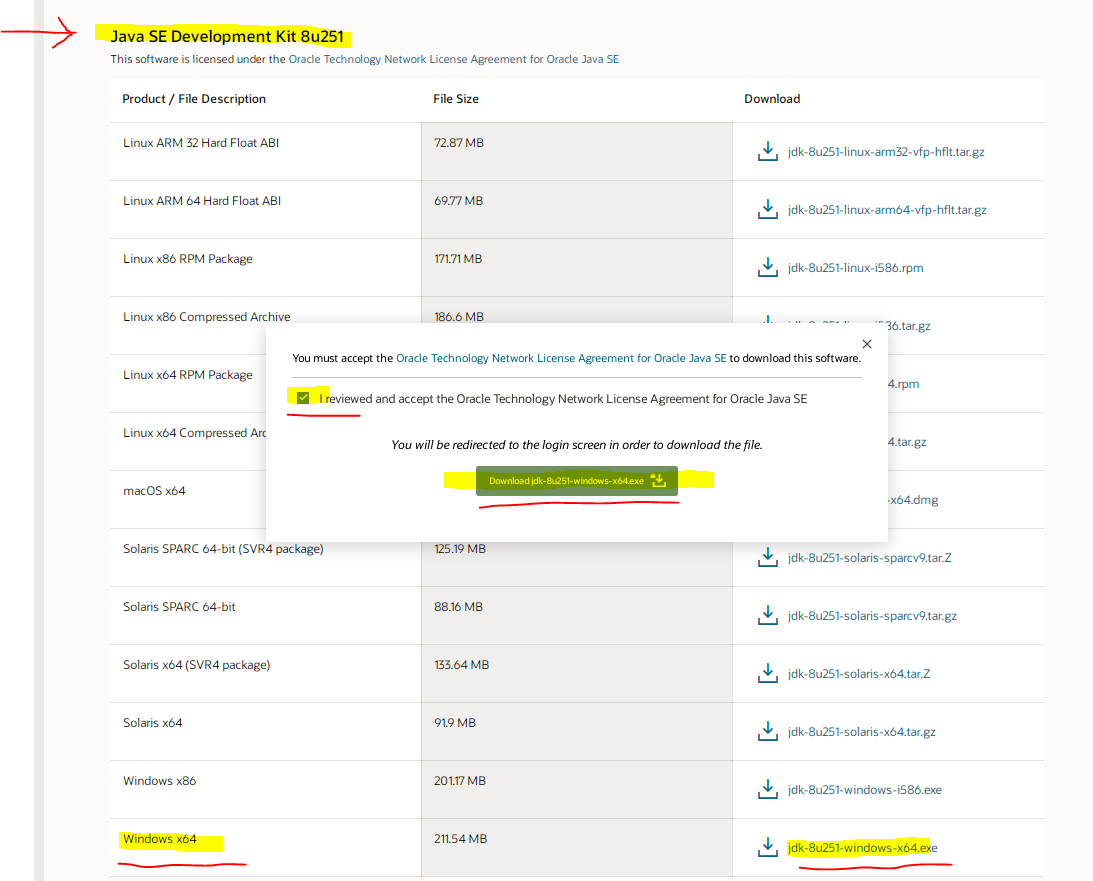 Java SE Development Kit 8u251
This software is licensed under the Oracle Technology Network License Agreement for Oracle Java SE
Product / File Description File Size Download
Linux ARM 32 Hard Float ABI 72.87 MB jdk-8u251-linux-arm32-vfp-hflt.tar.gz
Linux ARM 64 Hard Float ABI 69.77 MB jdk-8u251-linux-arm64-vfp-hflt.tar.gz
Linux x86 RPM Package 171.71 MB jdk-8u251-linux-i586.rpm
Linux x86 Compressed Archive 186.6 MB
You must accept the Oracle Technology Network License Agreement for Oracle Java SE to download this software.
Linux x64 RPM Package 4.rpm
I reviewed and accept the Oracle Technology Network License Agreement for Oracle Java SE
Linux x64 Compressed 4.tar.gz
You will be redirected to the login screen in order to download the file.
Download jdk-8u251-windows-x64.exe
macOS x64 -x64.dmg
Solaris SPARC 64-bit (SVR4 package) 125.19 MB jdk-8u251-solaris-sparcv9.tar.Z
Solaris SPARC 64-bit 88.16 MB jdk-8u251-solaris-sparcv9.tar.gz
Solaris x64 (SVR4 package) 133.64 MB jdk-8u251-solaris-x64.tar.Z
Solaris x64 91.9 MB jdk-8u251-solaris-x64.tar.gz
Windows x86 201.17 MB jdk-8u251-windows-i586.exe
Windows x64 211.54 MB jdk-8u251-windows-x64.exe